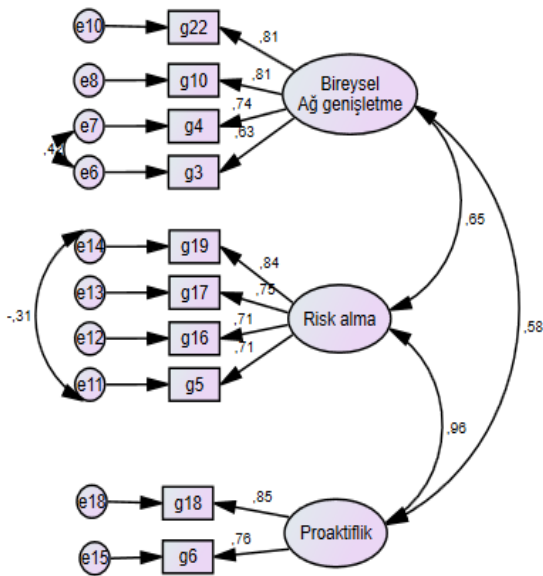 e10
g22
,81
e8
g10
,81
Bireysel
Ağ genişletme
e7
g4
,74
e6
g3
,63
,65
e14
g19
,84
e13
g17
,75
-,31
e12
g16
,71
Risk alma
,58
e11
g5
,71
,96
e18
g18
,85
Proaktiflik
e15
g6
,76